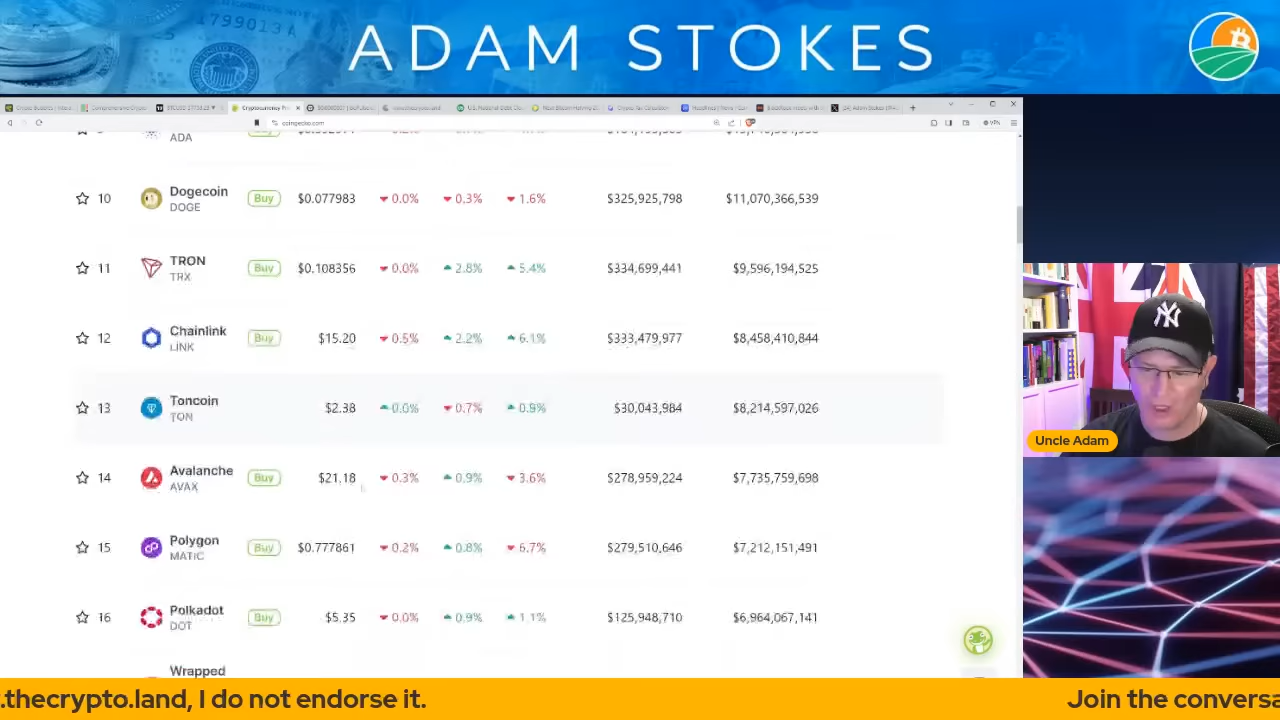 ADAM STOKES
1799013 A
coingecko.com
VPN
ADA
10 Dogecoin Buy $0.077983 0.0% 0.3% 1.6% $325,925,798 $11,070,366,539
DOGE
11 TRON Buy $0.108356 0.0% 2.8% 5.4% $334,699,441 $9,596,194,525
TRX
12 Chainlink Buy $15.20 0.5% 2.2% 6.1% $333,479,977 $8,458,410,844
LINK
13 Toncoin $2.38 0.0% 0.7% $30,043,984 $8,214,597,026
TON
14 Avalanche Buy $21.18 0.3% 0.9% 3.6% $278,959,224 $7,735,759,698
AVAX
15 Polygon Buy $0.777861 0.2% 0.8% 6.7% $279,510,646 $7,212,151,491
MATIC
16 Polkadot Buy $5.35 0.0% 0.9% 1.1% $125,948,710 $6,964,067,141
DOT
Wrapped
NY
Uncle Adam
.thecrypto.land, I do not endorse it.
Join the conversa